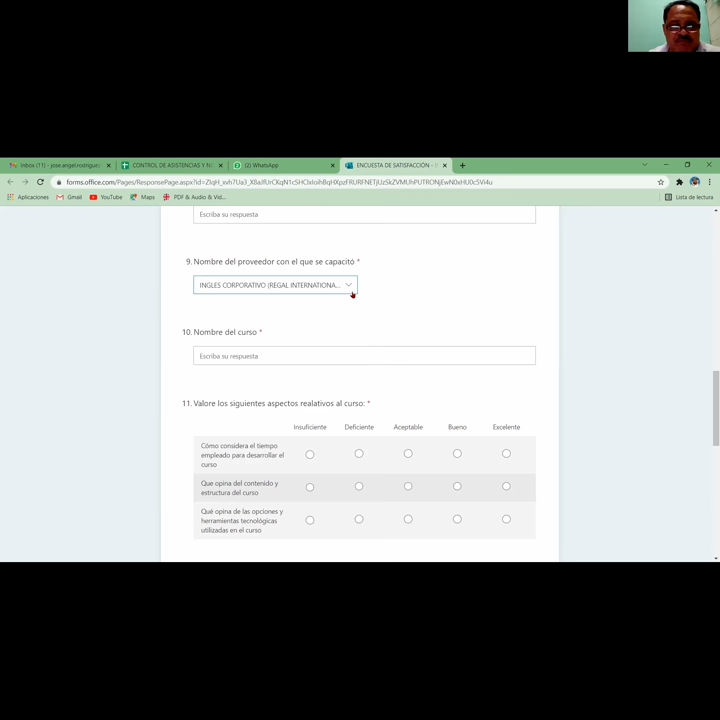 Inbox (11) - jose.angel.rodrigues
CONTROL DE ASISTENCIAS Y N
(2) WhatsApp
ENCUESTA DE SATISFACCIÓN - 
forms.office.com/Pages/ResponsePage.aspx?
Aplicaciones
Gmail
YouTube
Maps
PDF & Audio & Vid...
Lista de lectura
Escriba su respuesta
9. Nombre del proveedor con el que se capacitó *
INGLES CORPORATIVO (REGAL INTERNATIONA...
10. Nombre del curso *
Escriba su respuesta
11. Valore los siguientes aspectos realativos al curso: *
Insuficiente Deficiente Aceptable Bueno Excelente
Cómo considera el tiempo
empleado para desarrollar el
curso
Que opina del contenido y
estructura del curso
Qué opina de las opciones y
herramientas tecnológicas
utilizadas en el curso